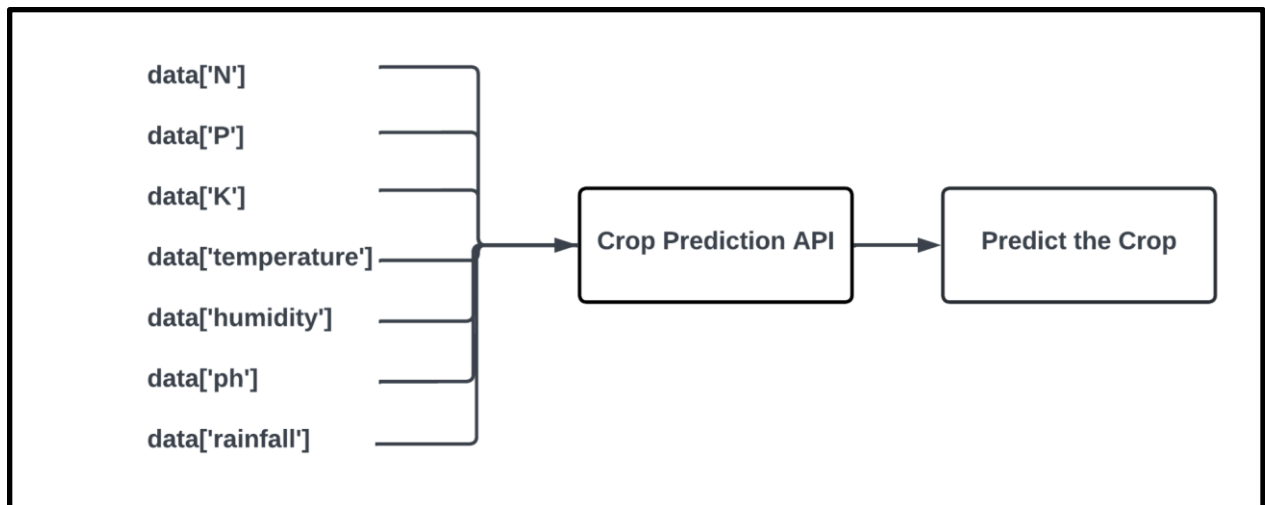 data['N']
data['P']
data['K']
data['temperature']
data['humidity']
data['ph']
data['rainfall']
Crop Prediction API
Predict the Crop